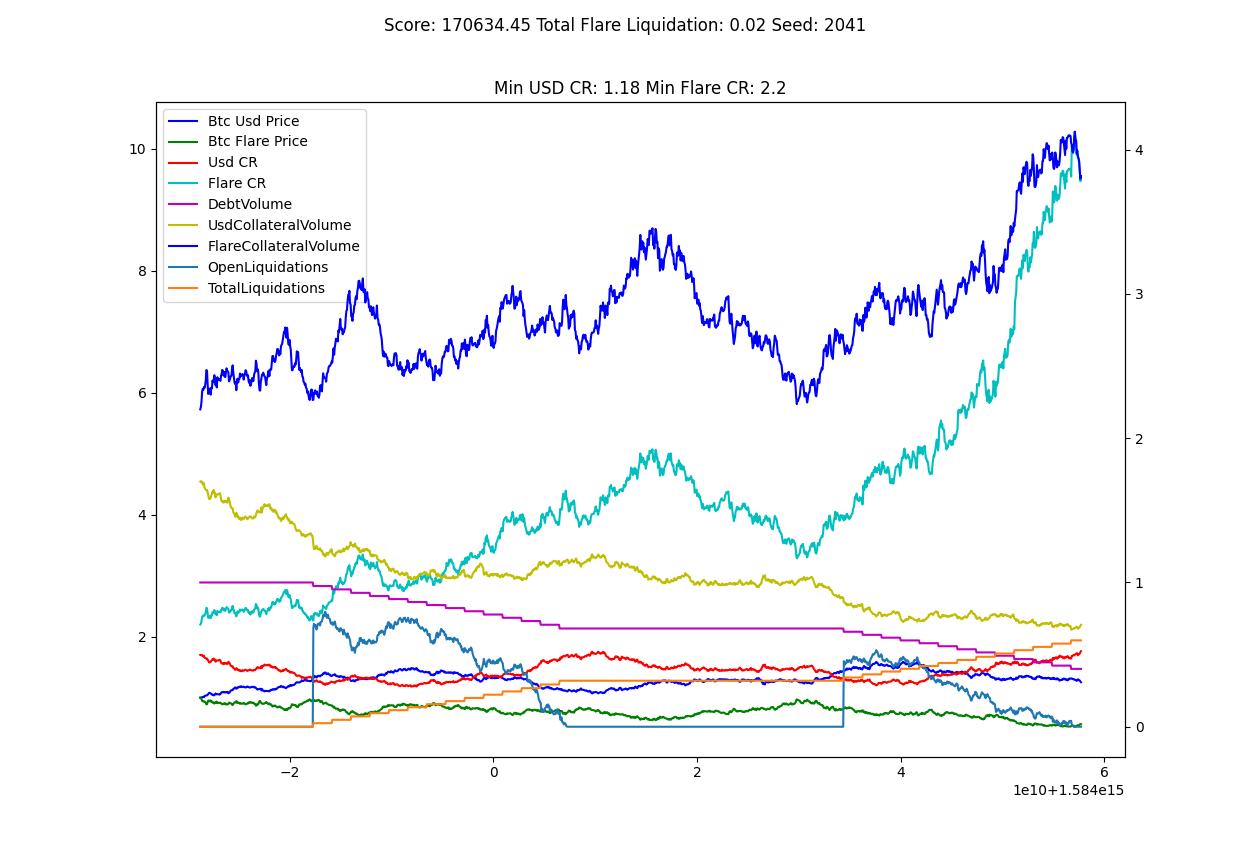 Score: 170634.45 Total Flare Liquidation: 0.02 Seed: 2041
Min USD CR: 1.18 Min Flare CR: 2.2
Btc Usd Price
Btc Flare Price
Usd CR
Flare CR
DebtVolume
UsdCollateralVolume
FlareCollateralVolume
OpenLiquidations
TotalLiquidations
10
8
6
4
2
4
3
2
1
0
−2
0
2
4
6
1e10+1.584e15